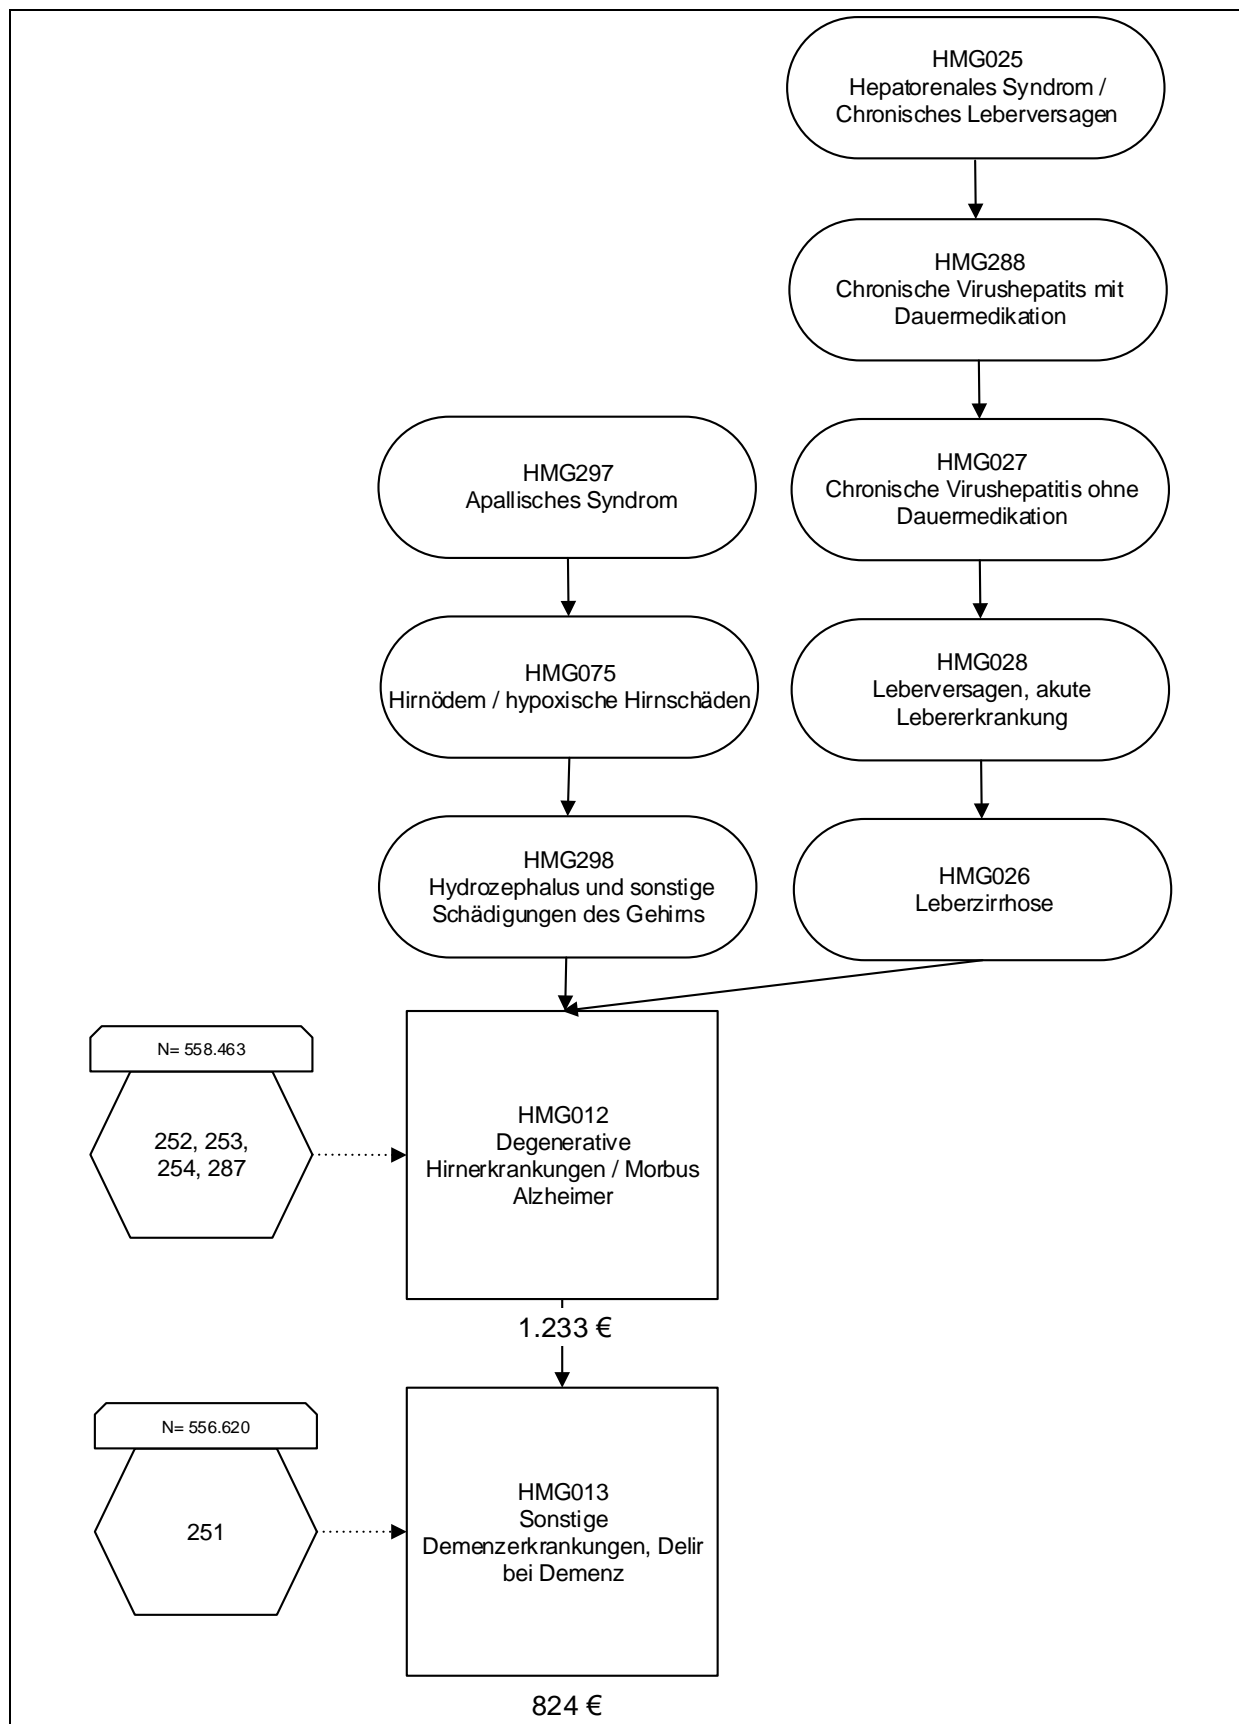 HMG025
Hepatorenales Syndrom /
Chronisches Leberversagen
HMG288
Chronische Virushepatits mit
Dauermedikation
HMG297
Apallisches Syndrom
HMG027
Chronische Virushepatitis ohne
Dauermedikation
HMG075
Hirnödem / hypoxische Hirnschäden
HMG028
Leberversagen, akute
Lebererkrankung
HMG298
Hydrozephalus und sonstige
Schädigungen des Gehirns
HMG026
Leberzirrhose
N= 558.463
252, 253,
254, 287
HMG012
Degenerative
Hirnerkrankungen / Morbus
Alzheimer
1.233 €
N= 556.620
251
HMG013
Sonstige
Demenzerkrankungen, Delir
bei Demenz
824 €